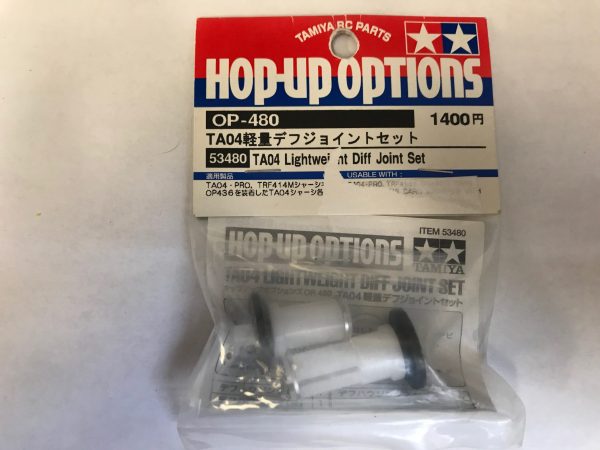 TAMIYA RC PARTS
HOP-UP OPTIONS
OP-480
1400円
TA04軽量デフジョイントセット
53480 TA04 Lightweight Diff Joint Set
適用製品
USABLE WITH:
TA04-PRO, TRF414Mシャーシ
TA04-PRO,
OP436を装着したTA04シャーシ
ITEM 53480
HOP-UP OPTIONS
TAMIYA
TA04 LIGHTWEIGHT DIFF JOINT SET
OP.480 TA04軽量デフジョイントセット